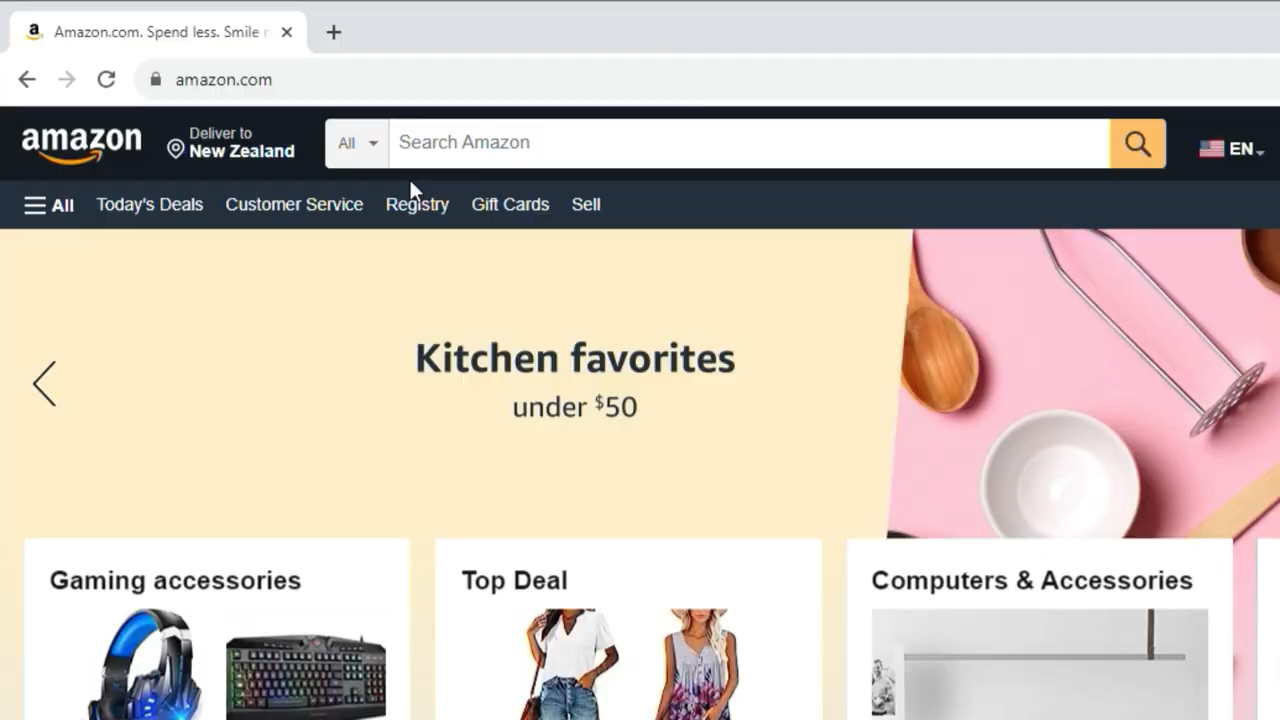 Amazon.com. Spend less. Smile
amazon.com
amazon
Deliver to
New Zealand
All
Search Amazon
EN
All
Today's Deals
Customer Service
Registry
Gift Cards
Sell
Kitchen favorites
under $50
Gaming accessories
Top Deal
Computers & Accessories